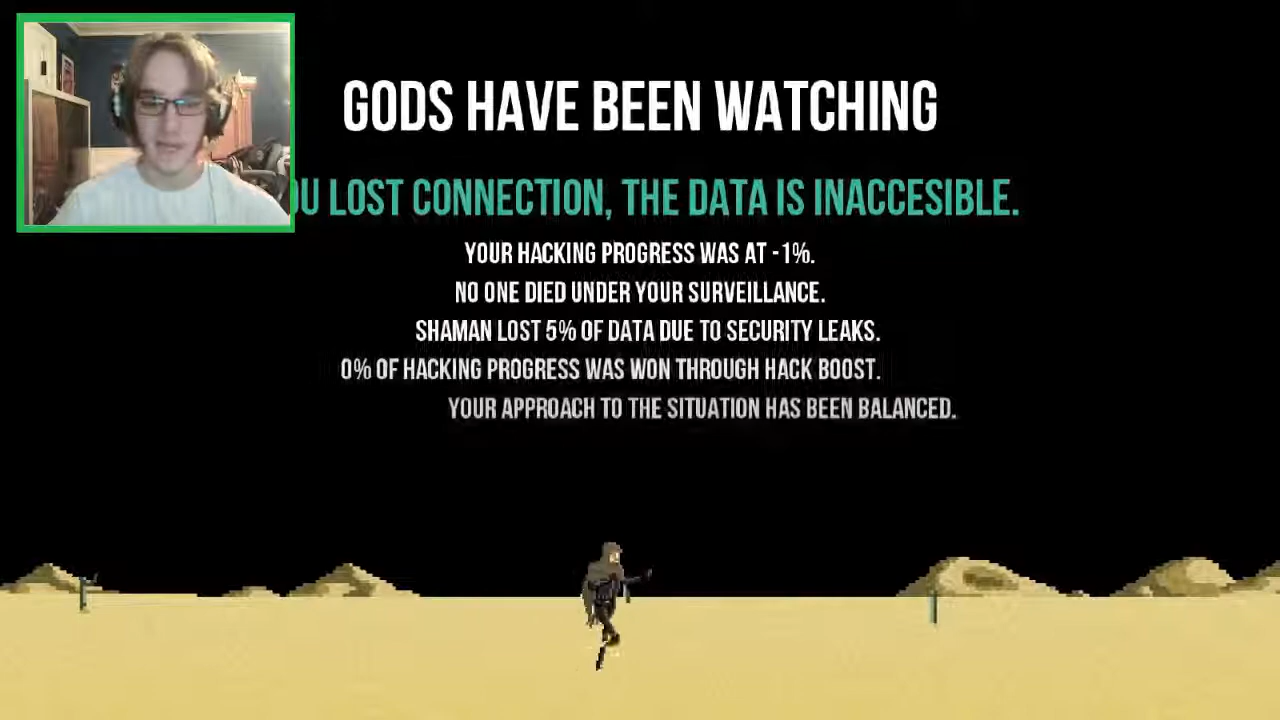 GODS HAVE BEEN WATCHING
OU LOST CONNECTION, THE DATA IS INACCESIBLE.
YOUR HACKING PROGRESS WAS AT -1%.
NO ONE DIED UNDER YOUR SURVEILLANCE.
SHAMAN LOST 5% OF DATA DUE TO SECURITY LEAKS.
0% OF HACKING PROGRESS WAS WON THROUGH HACK BOOST.
YOUR APPROACH TO THE SITUATION HAS BEEN BALANCED.